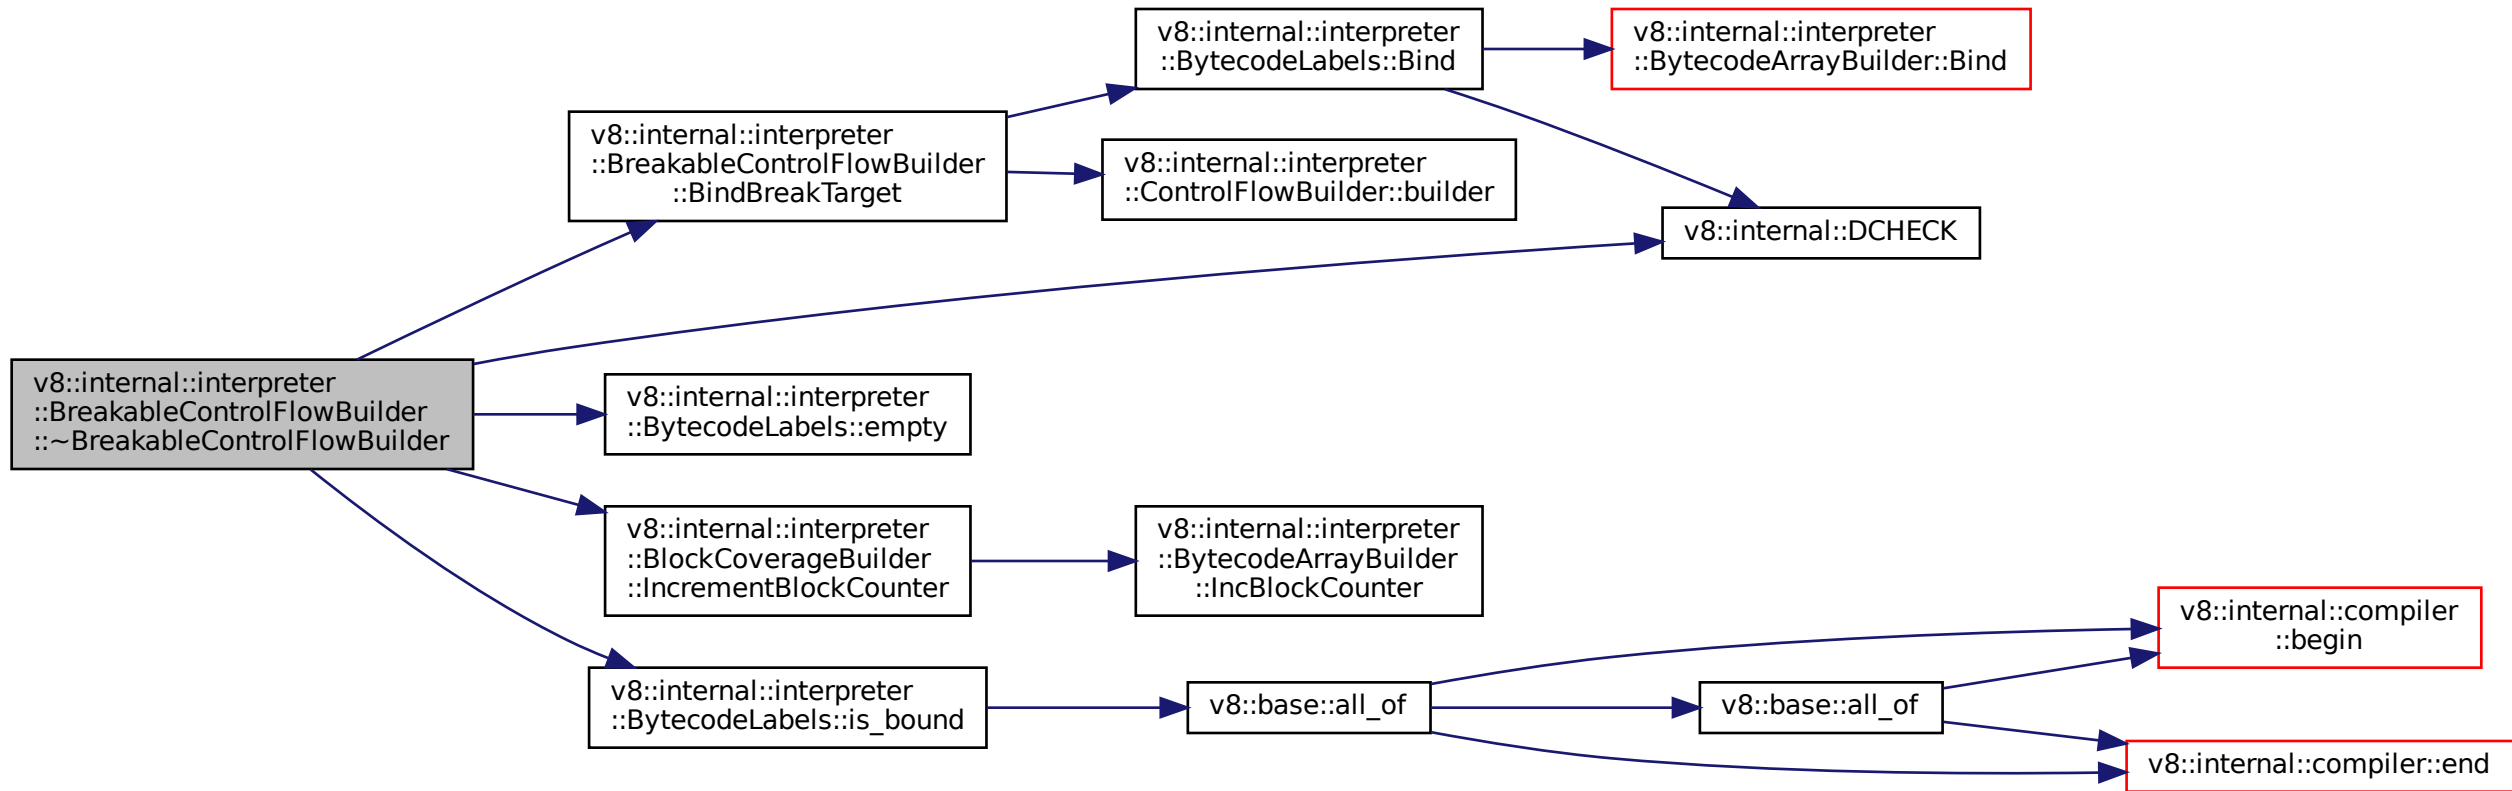 v8::internal::interpreter
::BytecodeLabels::Bind
v8::internal::interpreter
::BytecodeArrayBuilder::Bind
v8::internal::interpreter
::BreakableControlFlowBuilder
::BindBreakTarget
v8::internal::interpreter
::ControlFlowBuilder::builder
v8::internal::DCHECK
v8::internal::interpreter
::BreakableControlFlowBuilder
::~BreakableControlFlowBuilder
v8::internal::interpreter
::BytecodeLabels::empty
v8::internal::interpreter
::BlockCoverageBuilder
::IncrementBlockCounter
v8::internal::interpreter
::BytecodeArrayBuilder
::IncBlockCounter
v8::internal::compiler
::begin
v8::internal::interpreter
::BytecodeLabels::is_bound
v8::base::all_of
v8::base::all_of
v8::internal::compiler::end